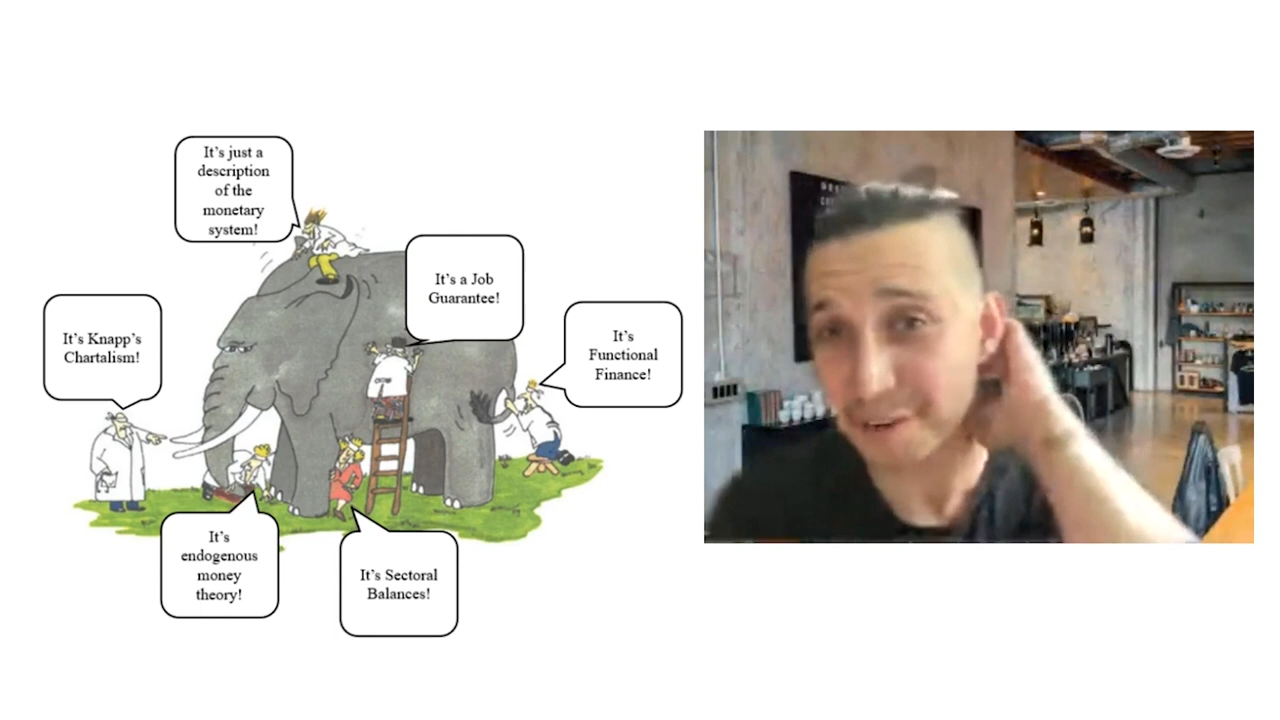 It's just a
description
of the
monetary
system!
It's a Job
Guarantee!
It's Knapp's
Chartalism!
It's
Functional
Finance!
It's
endogenous
money
theory!
It's Sectoral
Balances!